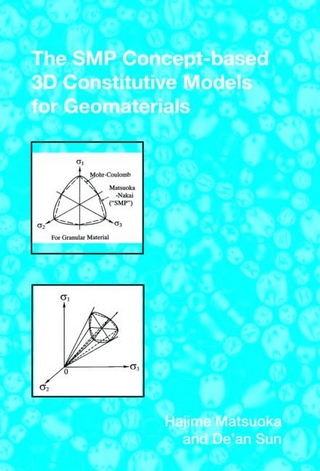 The SMP Concept-based
3D Constitutive Models
for Geomaterials
σ1
Mohr-Coulomb
Matsuoka
-Nakai
("SMP")
σ2
σ3
For Granular Material
σ1
0
σ3
σ2
Hajime Matsuoka
and De'an Sun